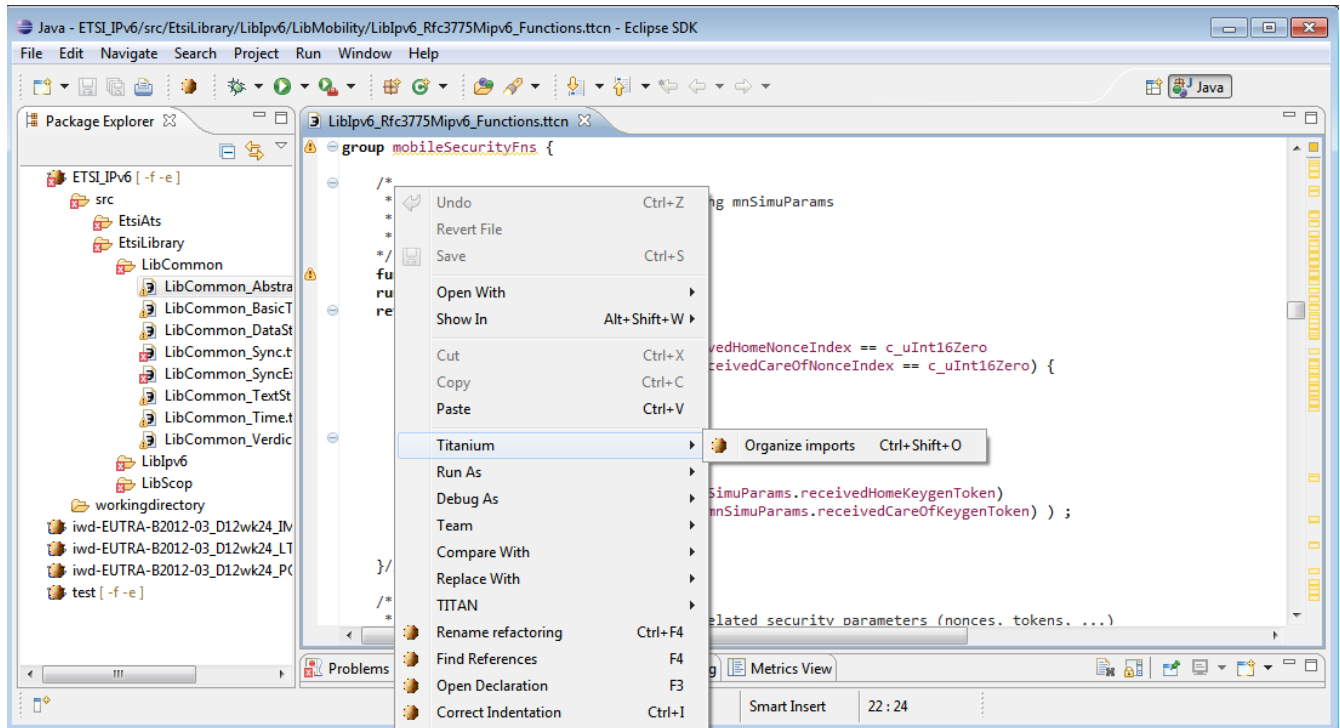 Java - ETSI_IPv6/src/EtsiLibrary/LibIpv6/LibMobility/LibIpv6_Rfc3775Mipv6_Functions.ttcn - Eclipse SDK
File Edit Navigate Search Project Run Window Help
Java
Package Explorer
LibIpv6_Rfc3775Mipv6_Functions.ttcn
group mobileSecurityFns {
ETSI_IPv6 [ -f -e ]
src
EtsiAts
EtsiLibrary
LibCommon
LibCommon_Abstra
LibCommon_BasicT
LibCommon_DataSt
LibCommon_Sync.t
LibCommon_SyncE
LibCommon_TextSt
LibCommon_Time.t
LibCommon_Verdic
LibIpv6
LibScop
workingdirectory
iwd-EUTRA-B2012-03_D12wk24_IM
iwd-EUTRA-B2012-03_D12wk24_LT
iwd-EUTRA-B2012-03_D12wk24_PC
test [ -f -e ]
/*
*
*
*
*/
fu
ru
re
}/
/*
*
ng mnSimuParams
vedHomeNonceIndex == c_uInt16Zero
ceivedCareOfNonceIndex == c_uInt16Zero) {
SimuParams.receivedHomeKeygenToken)
mnSimuParams.receivedCareOfKeygenToken) ) ;
elated security parameters (nonces, tokens, ...)
Undo Ctrl+Z
Revert File
Save Ctrl+S
Open With
Show In Alt+Shift+W
Cut Ctrl+X
Copy Ctrl+C
Paste Ctrl+V
Titanium
Organize imports Ctrl+Shift+O
Run As
Debug As
Team
Compare With
Replace With
TITAN
Rename refactoring Ctrl+F4
Find References F4
Open Declaration F3
Correct Indentation Ctrl+I
Problems
g
Metrics View
Smart Insert
22 : 24